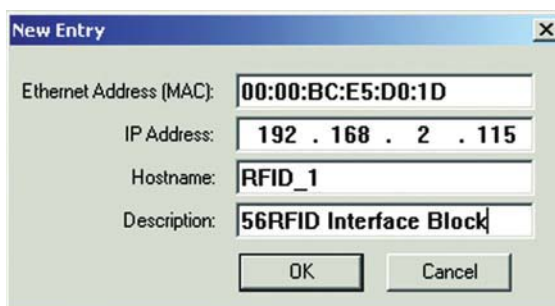 New Entry
Ethernet Address (MAC): 00:00:BC:E5:D0:1D
IP Address: 192 . 168 . 2 . 115
Hostname: RFID_1
Description: 56RFID Interface Block
OK Cancel